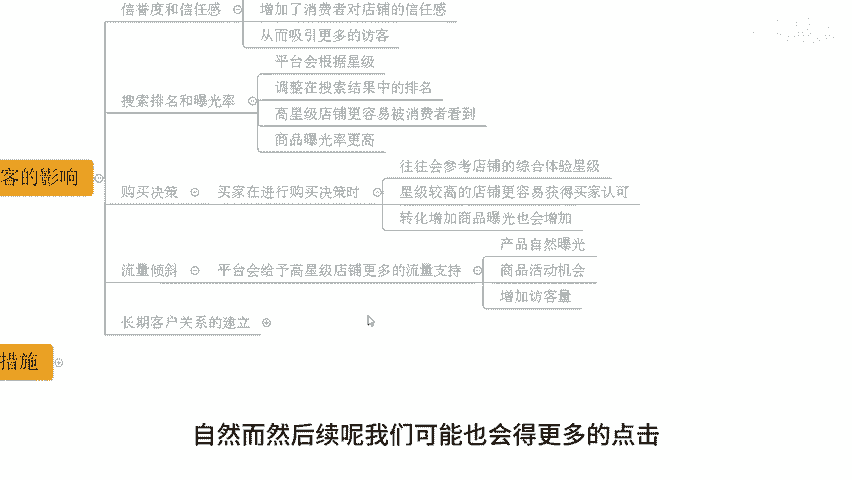 信誉度和信任感
增加了消费者对店铺的信任感
从而吸引更多的访客
搜索排名和曝光率
平台会根据星级
调整在搜索结果中的排名
高星级店铺更容易被消费者看到
商品曝光率更高
客的影响
购买决策
买家在进行购买决策时
往往会参考店铺的综合体验星级
星级较高的店铺更容易获得买家认可
转化增加商品曝光也会增加
流量倾斜
平台会给予高星级店铺更多的流量支持
产品自然曝光
商品活动机会
增加访客量
长期客户关系的建立
措施
自然而然后续呢我们可能也会得更多的点击